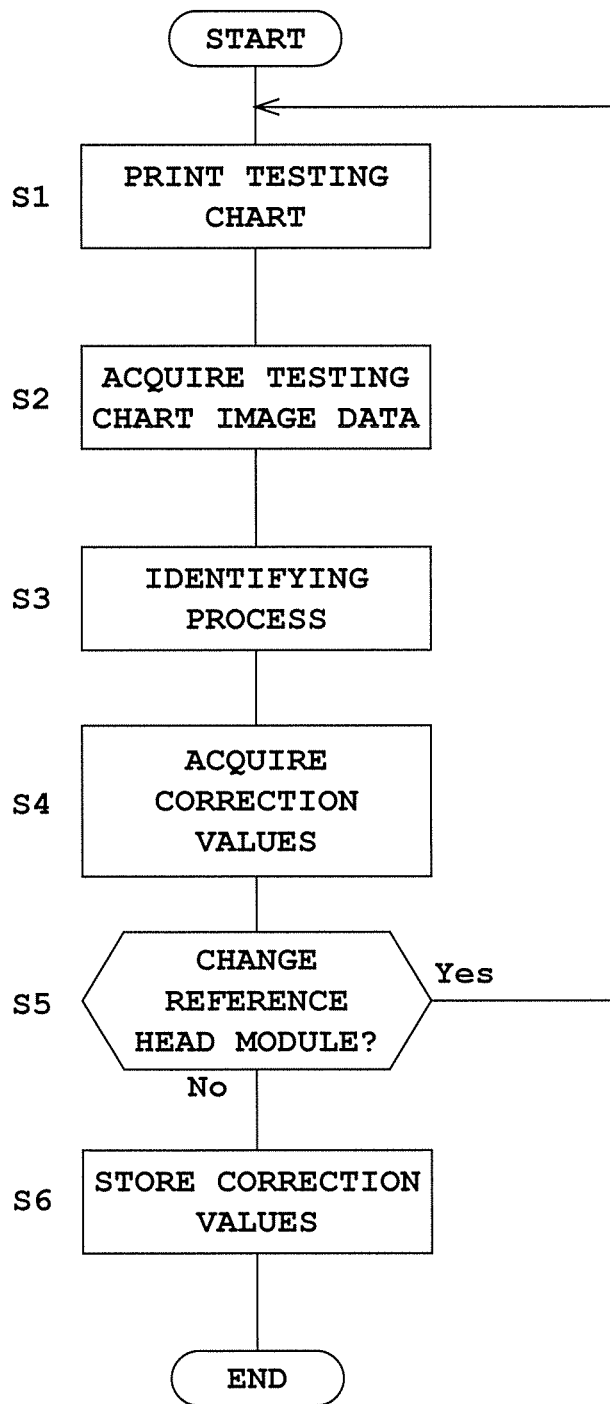 START
S1
PRINT TESTING
CHART
S2
ACQUIRE TESTING
CHART IMAGE DATA
S3
IDENTIFYING
PROCESS
S4
ACQUIRE
CORRECTION
VALUES
S5
CHANGE
REFERENCE
HEAD MODULE?
Yes
No
S6
STORE CORRECTION
VALUES
END